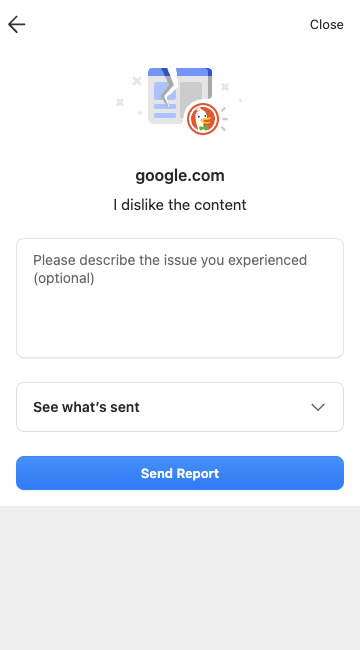 Close
google.com
I dislike the content
Please describe the issue you experienced
(optional)
See what’s sent
Send Report